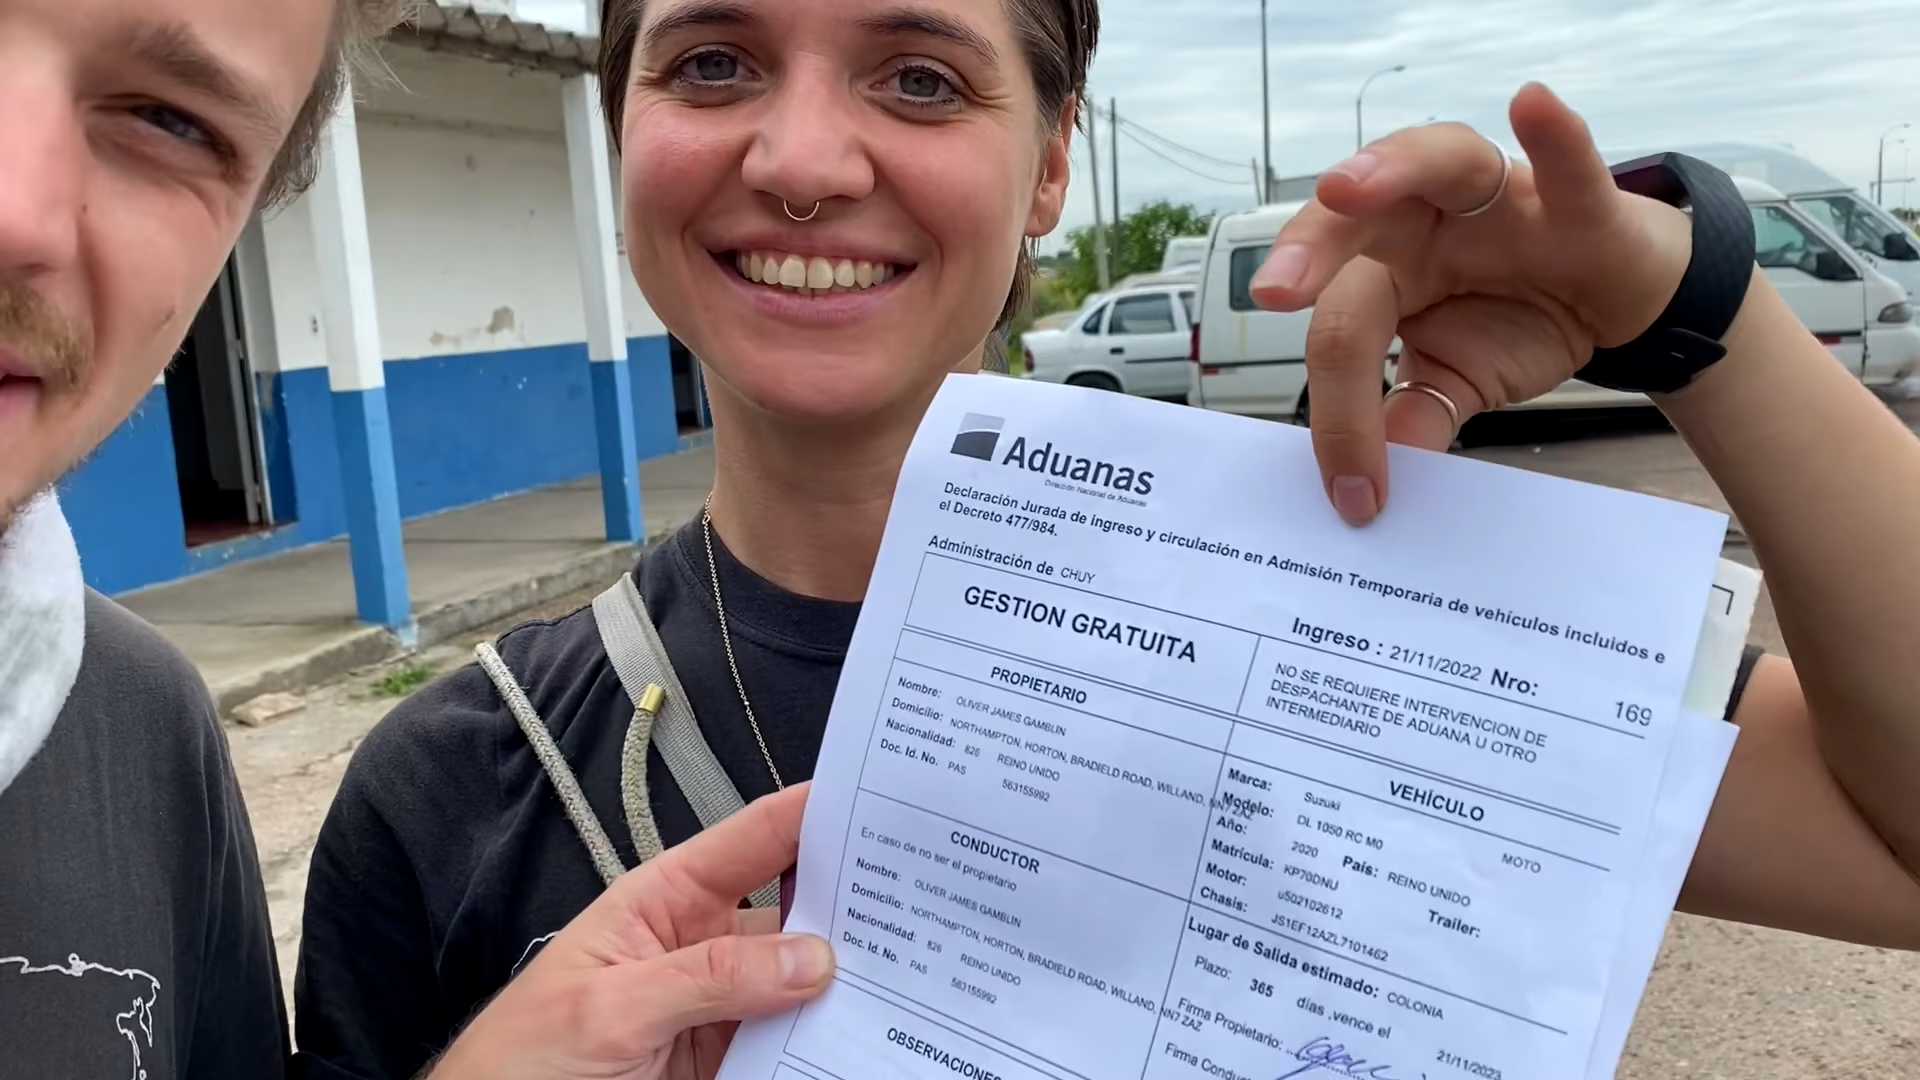 Aduanas
Dirección Nacional de Aduanas
Declaración Jurada de ingreso y circulación en Admisión Temporaria de vehículos incluidos e
el Decreto 477/984.
Administración de CHUY
GESTION GRATUITA
Ingreso : 21/11/2022 Nro:
169
NO SE REQUIERE INTERVENCION DE
DESPACHANTE DE ADUANA U OTRO
INTERMEDIARIO
PROPIETARIO
Nombre: OLIVER JAMES GAMBLIN
Domicilio: NORTHAMPTON, HORTON, BRADIELD ROAD, WILLAND, NN7 2AZ
Nacionalidad: 826 REINO UNIDO
Doc. Id. No. PAS 563155992
CONDUCTOR
En caso de no ser el propietario
Nombre: OLIVER JAMES GAMBLIN
Domicilio: NORTHAMPTON, HORTON, BRADIELD ROAD, WILLAND, NN7 2AZ
Nacionalidad: 826 REINO UNIDO
Doc. Id. No. PAS 563155992
OBSERVACIONES
VEHÍCULO
Marca: Suzuki
Modelo: DL 1050 RC M0 MOTO
Año: 2020 País: REINO UNIDO
Matrícula: KP70DNU
Motor: u502102612 Trailer:
Chasis: JS1EF12AZL7101462
Lugar de Salida estimado: COLONIA
Plazo: 365 días ,vence el 21/11/2023
Firma Propietario:
Firma